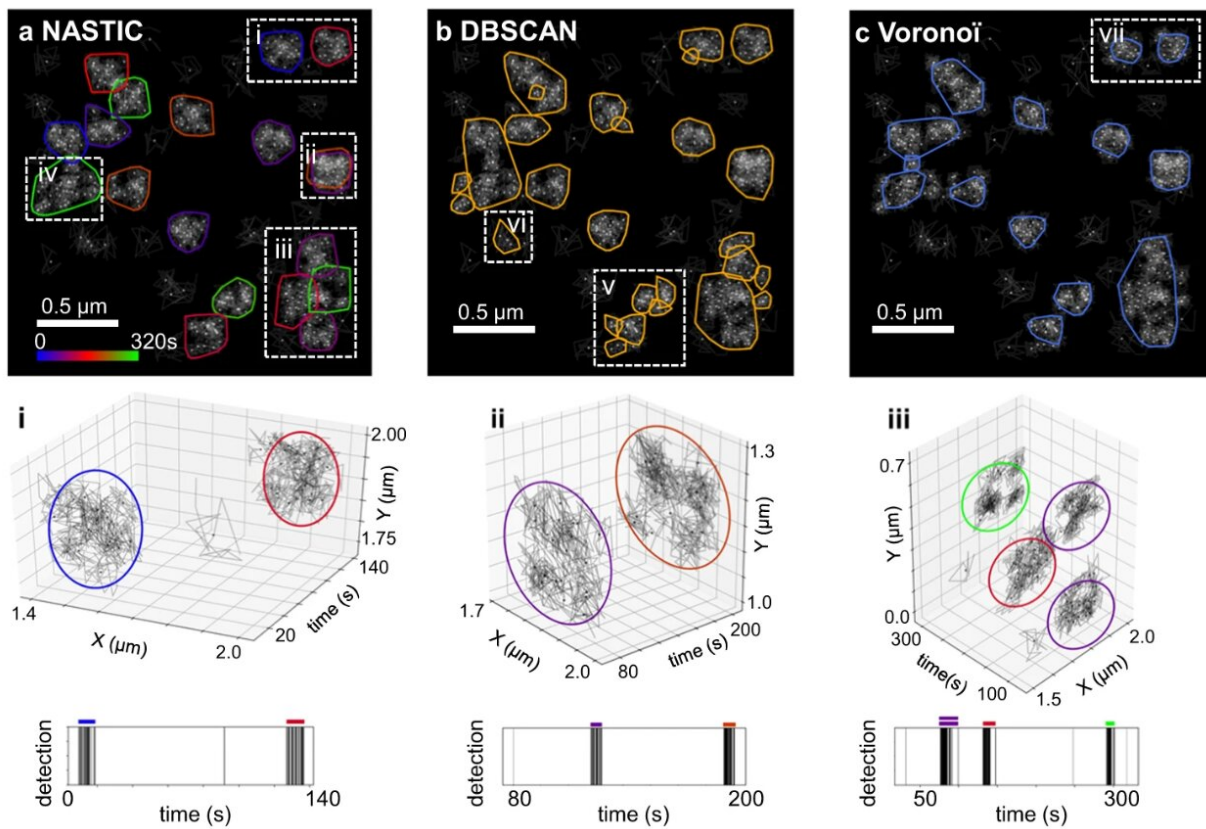 a NASTIC
i
ii
iv
iii
0.5 µm
0
320s
b DBSCAN
vi
v
0.5 µm
c Voronoï
vii
0.5 µm
i
2.00
Y (µm)
1.75
140
time (s)
20
1.4
X (µm)
2.0
ii
1.3
Y (µm)
1.0
1.7
X (µm)
2.0
80
time (s)
200
iii
0.7
Y (µm)
0.0
300
time(s)
100
1.5
X (µm)
2.0
detection
0
time (s)
140
detection
80
time (s)
200
detection
50
time (s)
300